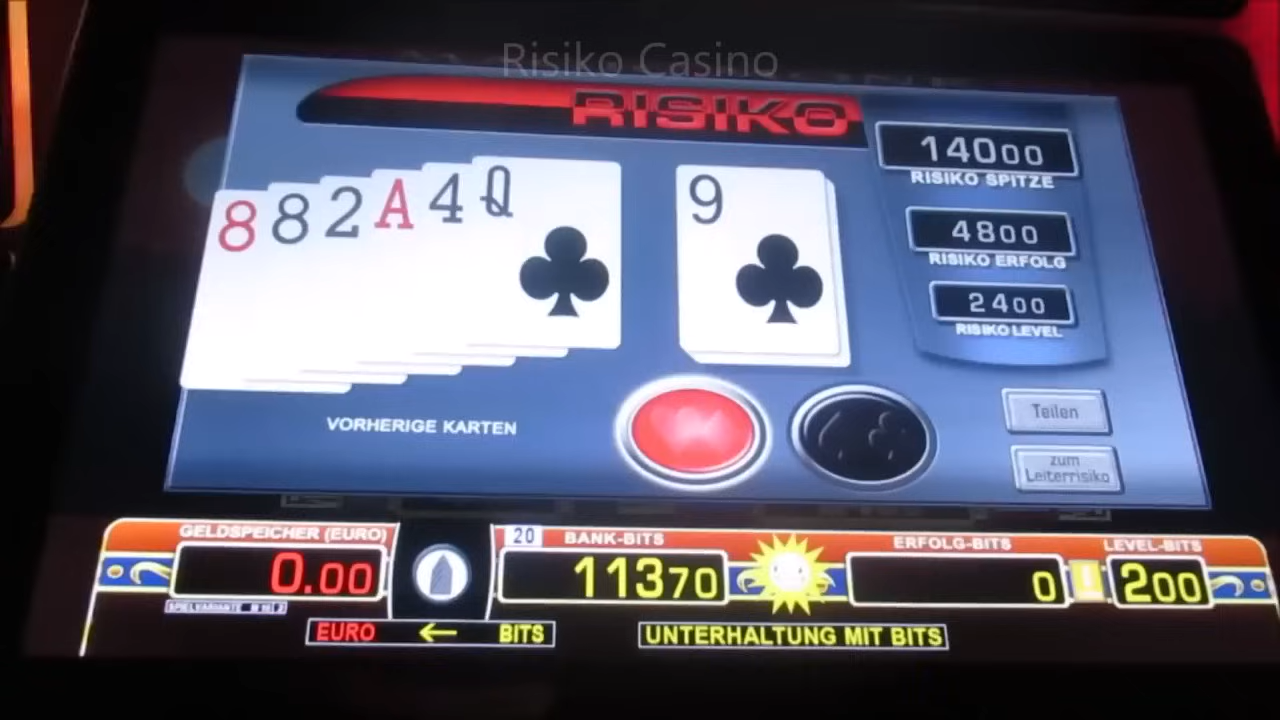 Risiko Casino
RISIKO
8 8 2 A 4 Q
9
1400 00
RISIKO SPITZE
4800
RISIKO ERFOLG
2400
RISIKO LEVEL
VORHERIGE KARTEN
Teilen
zum
Leiterrisiko
GELDSPEICHER (EURO)
0.00
20 BANK-BITS
11370
ERFOLG-BITS
0
LEVEL-BITS
200
EURO ← BITS
UNTERHALTUNG MIT BITS